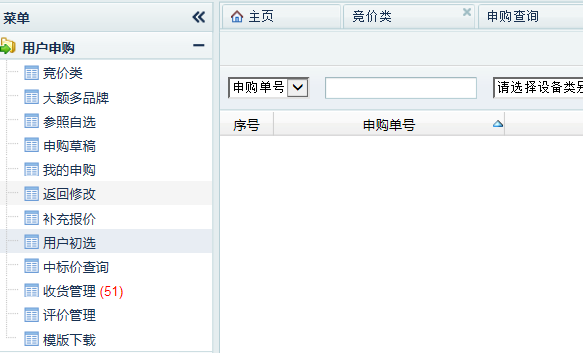 菜单
用户申购
竞价类
大额多品牌
参照自选
申购草稿
我的申购
返回修改
补充报价
用户初选
中标价查询
收货管理 (51)
评价管理
模版下载
主页 竞价类 申购查询
申购单号 请选择设备类
序号 申购单号